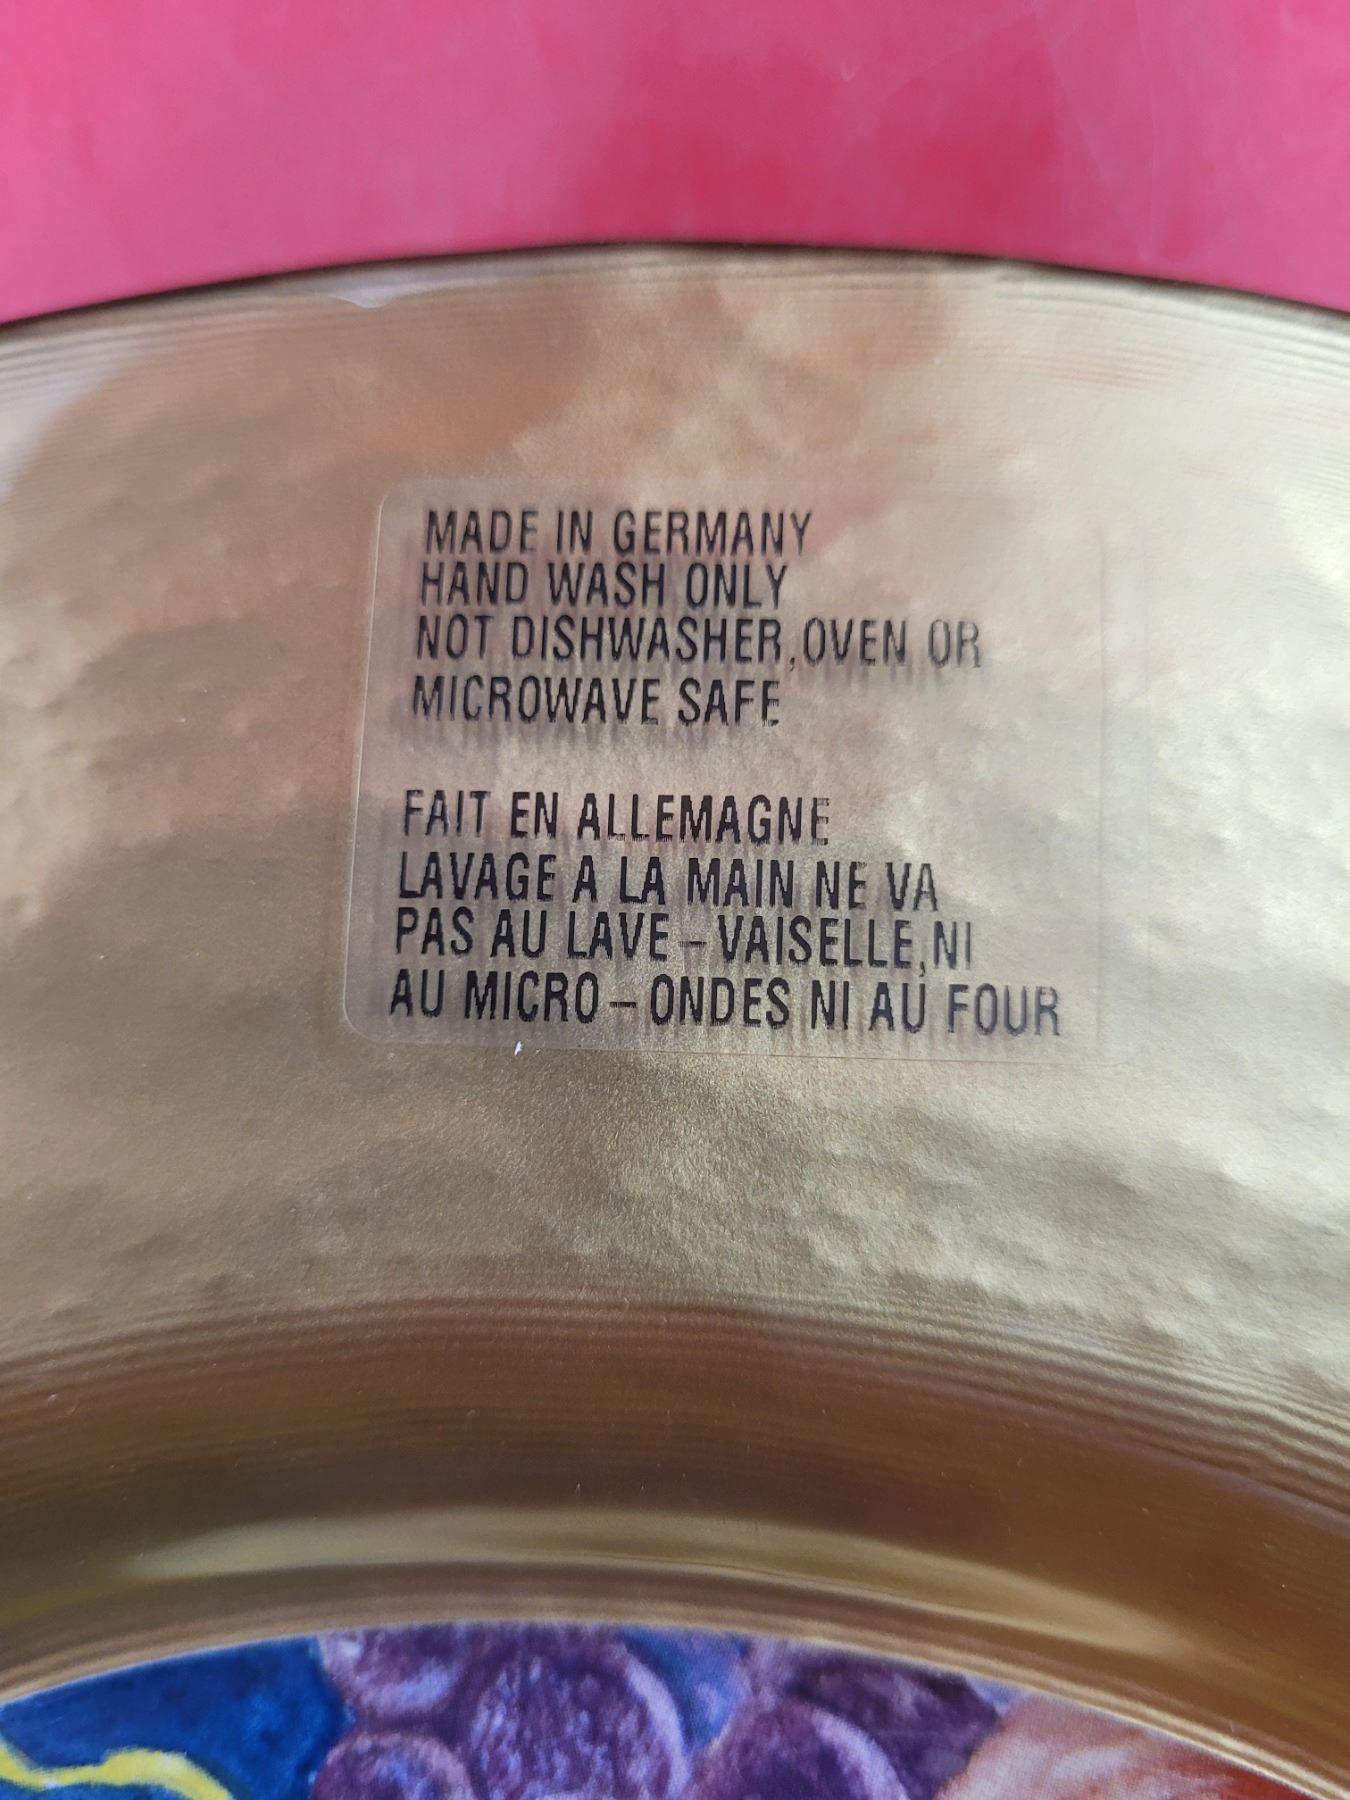 MADE IN GERMANY
HAND WASH ONLY
NOT DISHWASHER,OVEN OR
MICROWAVE SAFE
FAIT EN ALLEMAGNE
LAVAGE A LA MAIN NE VA
PAS AU LAVE - VAISELLE,NI
AU MICRO - ONDES NI AU FOUR